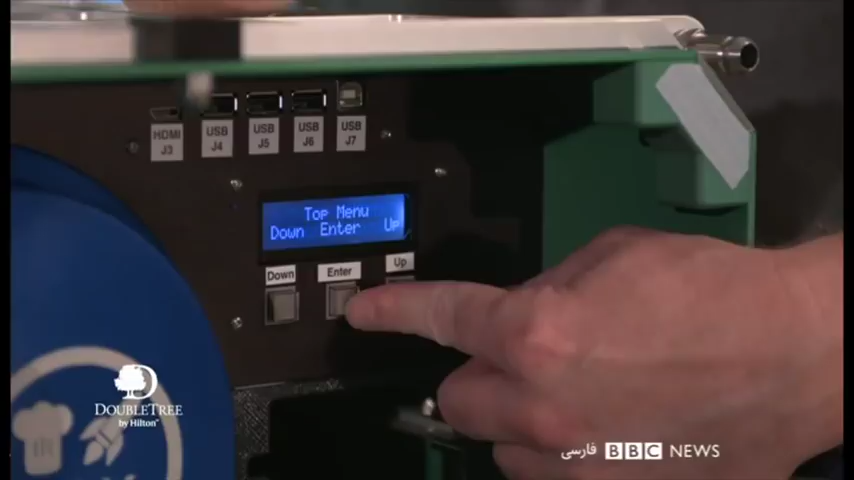 HDMI
J3
USB
J4
USB
J5
USB
J6
USB
J7
Top Menu
Down Enter Up
Down
Enter
Up
DOUBLETREE
by Hilton™
فارسی BBC NEWS